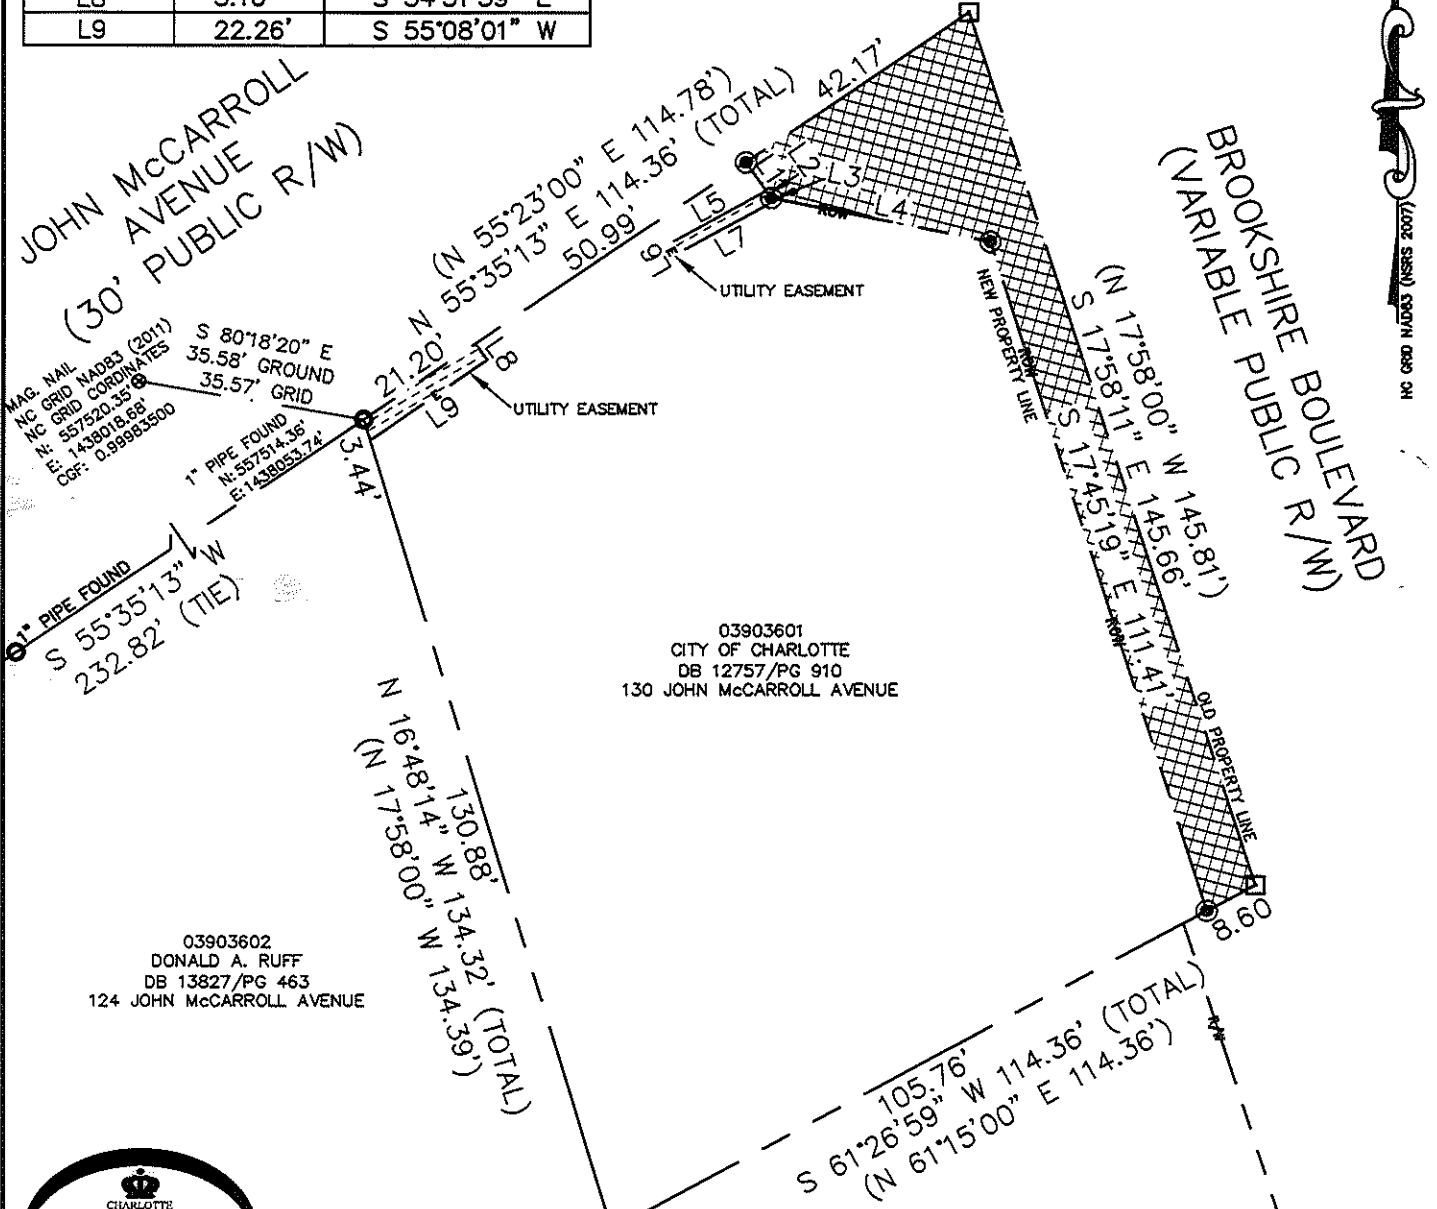 L9 22.26' S 55°08'01" W
JOHN McCARROLL
AVENUE
(30' PUBLIC R/W)
(N 55°23'00" E 114.78')
N 55°35'13" E 114.36' (TOTAL)
42.17'
50.99'
21.20'
L1
L2
L3
L4
L5
L6
L7
UTILITY EASEMENT
L8
L9
UTILITY EASEMENT
ROW
BROOKSHIRE BOULEVARD
(VARIABLE PUBLIC R/W)
NC GRID NAD83 (NSRS 2007)
MAG. NAIL
NC GRID NAD83 (2011)
NC GRID CORDINATES
N: 557520.35'
E: 1438018.68'
CGF: 0.99983500
S 80°18'20" E
35.58' GROUND
35.57' GRID
1" PIPE FOUND
N: 557514.36'
E: 1438053.74'
3.44'
1" PIPE FOUND
S 55°35'13" W
232.82' (TIE)
NEW PROPERTY LINE
ROW
(N 17°58'00" W 145.81')
S 17°58'11" E 145.66'
S 17°45'19" E 111.41'
ROW
OLD PROPERTY LINE
03903601
CITY OF CHARLOTTE
DB 12757/PG 910
130 JOHN McCARROLL AVENUE
130.88'
N 16°48'14" W 134.32' (TOTAL)
(N 17°58'00" W 134.39')
03903602
DONALD A. RUFF
DB 13827/PG 463
124 JOHN McCARROLL AVENUE
8.60
R/W
105.76'
S 61°26'59" W 114.36' (TOTAL)
(N 61°15'00" E 114.36')
CHARLOTTE